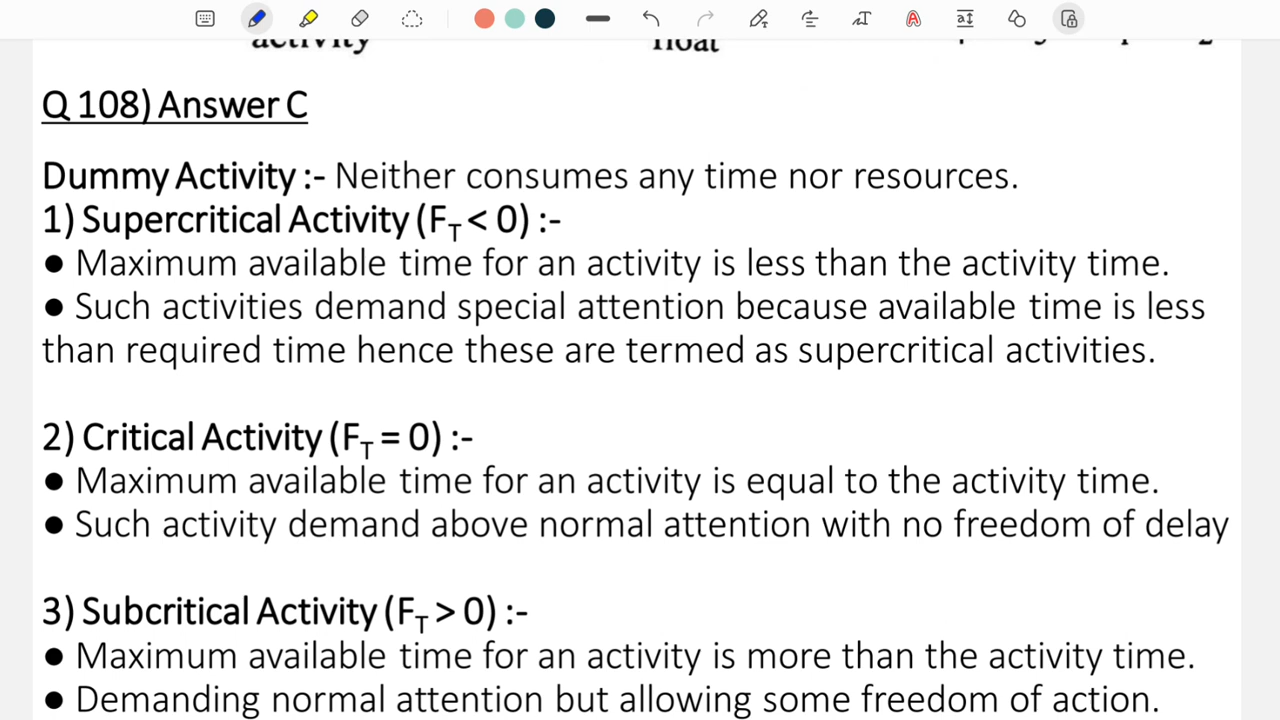 activity float
Q 108) Answer C
Dummy Activity :- Neither consumes any time nor resources.
1) Supercritical Activity (F_T < 0) :-
● Maximum available time for an activity is less than the activity time.
● Such activities demand special attention because available time is less
than required time hence these are termed as supercritical activities.
2) Critical Activity (F_T = 0) :-
● Maximum available time for an activity is equal to the activity time.
● Such activity demand above normal attention with no freedom of delay
3) Subcritical Activity (F_T > 0) :-
● Maximum available time for an activity is more than the activity time.
● Demanding normal attention but allowing some freedom of action.